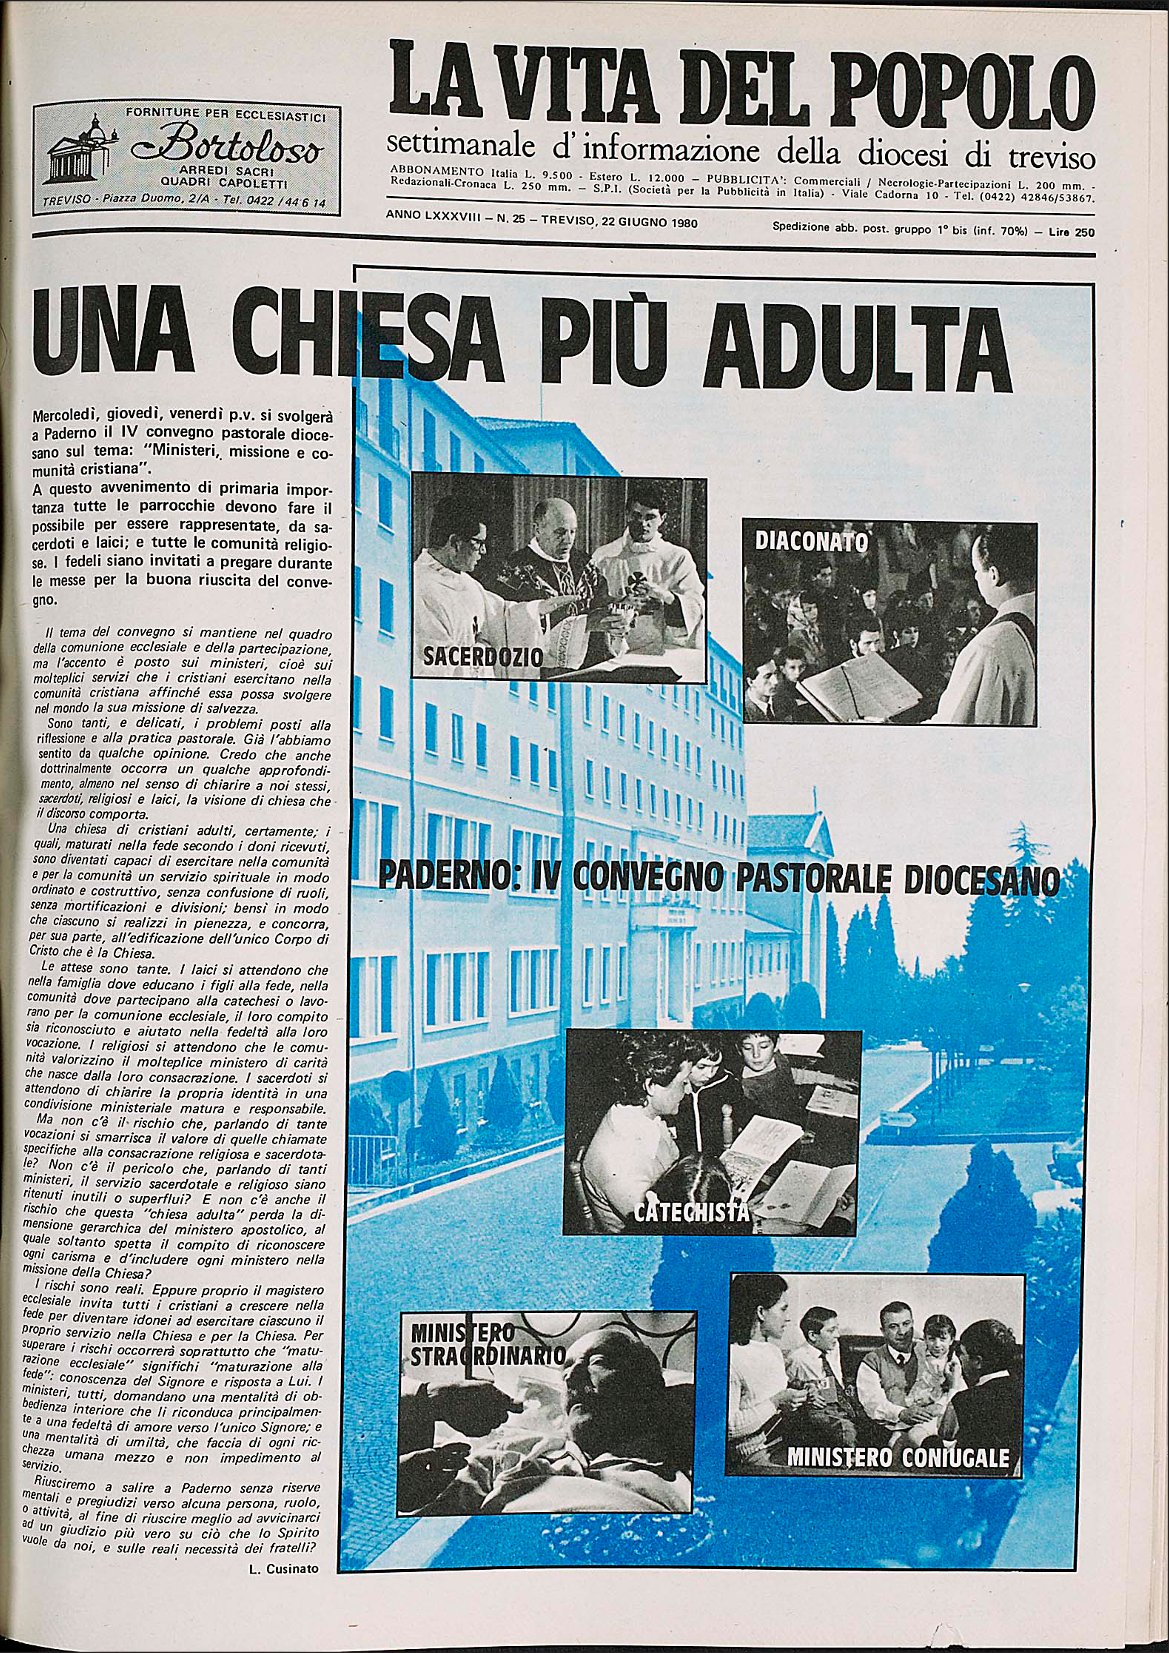 FORNITURE PER ECCLESIASTICI
Bortoloso
ARREDI SACRI
QUADRI CAPOLETTI
TREVISO - Piazza Duomo, 2/A - Tel. 0422 / 44 6 14
LA VITA DEL POPOLO
settimanale d'informazione della diocesi di treviso
ABBONAMENTO Italia L. 9.500 - Estero L. 12.000 – PUBBLICITA': Commerciali / Necrologie-Partecipazioni L. 200 mm. -
Redazionali-Cronaca L. 250 mm. – S.P.I. (Società per la Pubblicità in Italia) - Viale Cadorna 10 - Tel. (0422) 42846/53867.
ANNO LXXXVIII – N. 25 – TREVISO, 22 GIUGNO 1980
Spedizione abb. post. gruppo 1° bis (inf. 70%) – Lire 250
UNA CHIESA PIÙ ADULTA
Mercoledì, giovedì, venerdì p.v. si svolgerà
a Paderno il IV convegno pastorale dioce-
sano sul tema: "Ministeri, missione e co-
munità cristiana".
A questo avvenimento di primaria impor-
tanza tutte le parrocchie devono fare il
possibile per essere rappresentate, da sa-
cerdoti e laici; e tutte le comunità religio-
se. I fedeli siano invitati a pregare durante
le messe per la buona riuscita del conve-
gno.
Il tema del convegno si mantiene nel quadro
della comunione ecclesiale e della partecipazione,
ma l'accento è posto sui ministeri, cioè sui
molteplici servizi che i cristiani esercitano nella
comunità cristiana affinché essa possa svolgere
nel mondo la sua missione di salvezza.
Sono tanti, e delicati, i problemi posti alla
riflessione e alla pratica pastorale. Già l'abbiamo
sentito da qualche opinione. Credo che anche
dottrinalmente occorra un qualche approfondi-
mento, almeno nel senso di chiarire a noi stessi,
sacerdoti, religiosi e laici, la visione di chiesa che
il discorso comporta.
Una chiesa di cristiani adulti, certamente; i
quali, maturati nella fede secondo i doni ricevuti,
sono diventati capaci di esercitare nella comunità
e per la comunità un servizio spirituale in modo
ordinato e costruttivo, senza confusione di ruoli,
senza mortificazioni e divisioni; bensì in modo
che ciascuno si realizzi in pienezza, e concorra,
per sua parte, all'edificazione dell'unico Corpo di
Cristo che è la Chiesa.
Le attese sono tante. I laici si attendono che
nella famiglia dove educano i figli alla fede, nella
comunità dove partecipano alla catechesi o lavo-
rano per la comunione ecclesiale, il loro compito
sia riconosciuto e aiutato nella fedeltà alla loro
vocazione. I religiosi si attendono che le comu-
nità valorizzino il molteplice ministero di carità
che nasce dalla loro consacrazione. I sacerdoti si
attendono di chiarire la propria identità in una
condivisione ministeriale matura e responsabile.
Ma non c'è il rischio che, parlando di tante
vocazioni si smarrisca il valore di quelle chiamate
specifiche alla consacrazione religiosa e sacerdota-
le? Non c'è il pericolo che, parlando di tanti
ministeri, il servizio sacerdotale e religioso siano
ritenuti inutili o superflui? E non c'è anche il
rischio che questa "chiesa adulta" perda la di-
mensione gerarchica del ministero apostolico, al
quale soltanto spetta il compito di riconoscere
ogni carisma e d'includere ogni ministero nella
missione della Chiesa?
I rischi sono reali. Eppure proprio il magistero
ecclesiale invita tutti i cristiani a crescere nella
fede per diventare idonei ad esercitare ciascuno il
proprio servizio nella Chiesa e per la Chiesa. Per
superare i rischi occorrerà soprattutto che "matu-
razione ecclesiale" significhi "maturazione alla
fede": conoscenza del Signore e risposta a Lui. I
ministeri, tutti, domandano una mentalità di ob-
bedienza interiore che li riconduca principalmen-
te a una fedeltà di amore verso l'unico Signore; e
una mentalità di umiltà, che faccia di ogni ric-
chezza umana mezzo e non impedimento al
servizio.
Riusciremo a salire a Paderno senza riserve
mentali e pregiudizi verso alcuna persona, ruolo,
o attività, al fine di riuscire meglio ad avvicinarci
ad un giudizio più vero su ciò che lo Spirito
vuole da noi, e sulle reali necessità dei fratelli?
L. Cusinato
SACERDOZIO
DIACONATO
PADERNO: IV CONVEGNO PASTORALE DIOCESANO
CATECHISTA
MINISTERO
STRAORDINARIO
MINISTERO CONIUGALE